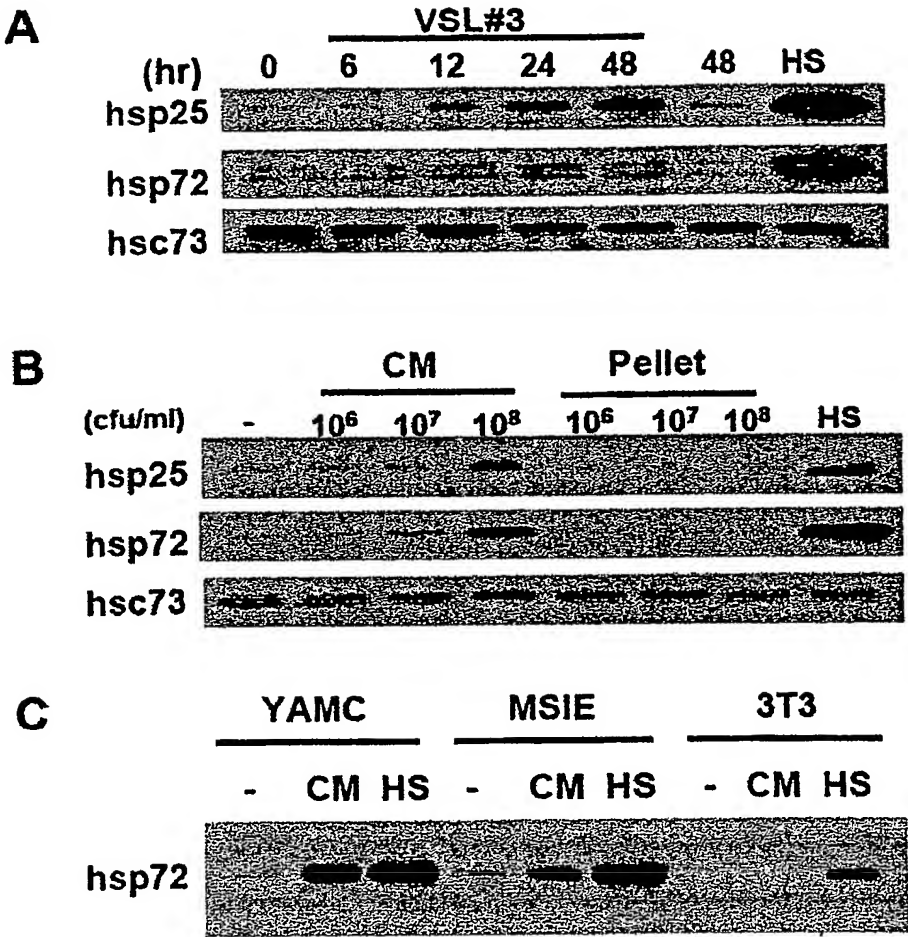 A
VSL#3
(hr) 0 6 12 24 48 48 HS
hsp25
hsp72
hsc73
B
CM Pellet
(cfu/ml) - 10⁶ 10⁷ 10⁸ 10⁶ 10⁷ 10⁸ HS
hsp25
hsp72
hsc73
C
YAMC MSIE 3T3
- CM HS - CM HS - CM HS
hsp72